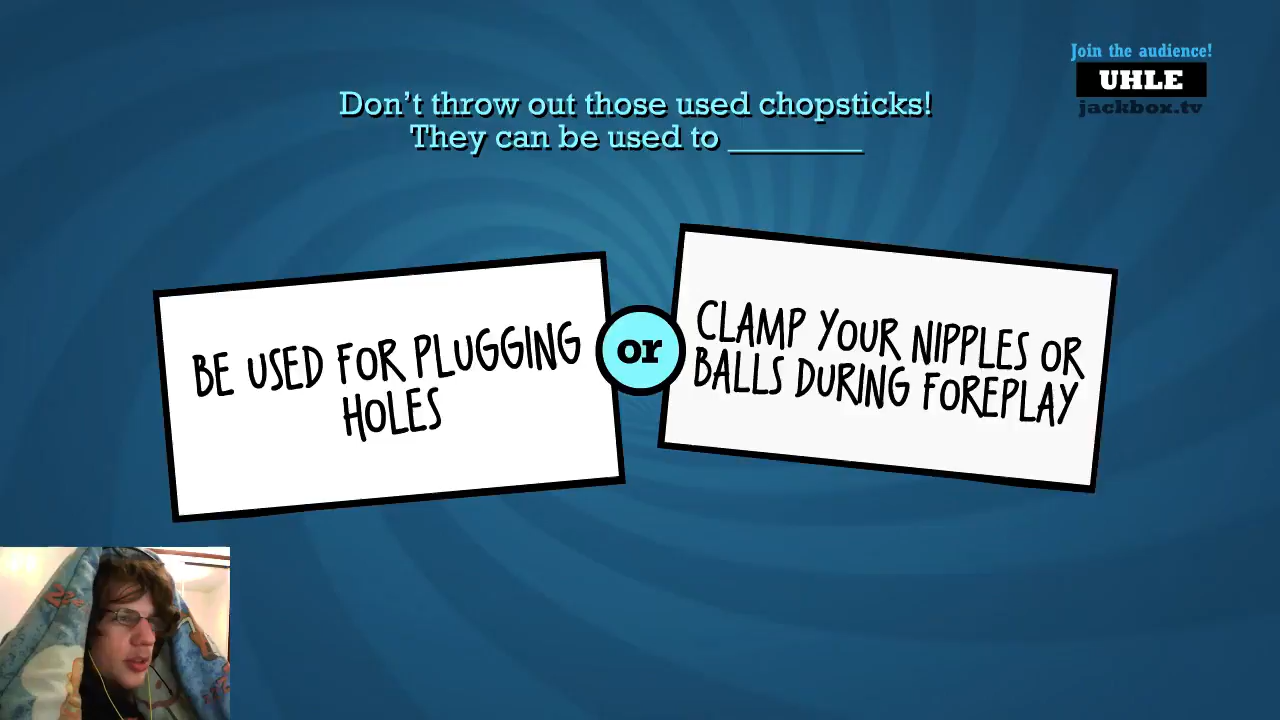 Join the audience!
UHLE
jackbox.tv
Don't throw out those used chopsticks!
They can be used to ________
BE USED FOR PLUGGING
HOLES
or
CLAMP YOUR NIPPLES OR
BALLS DURING FOREPLAY